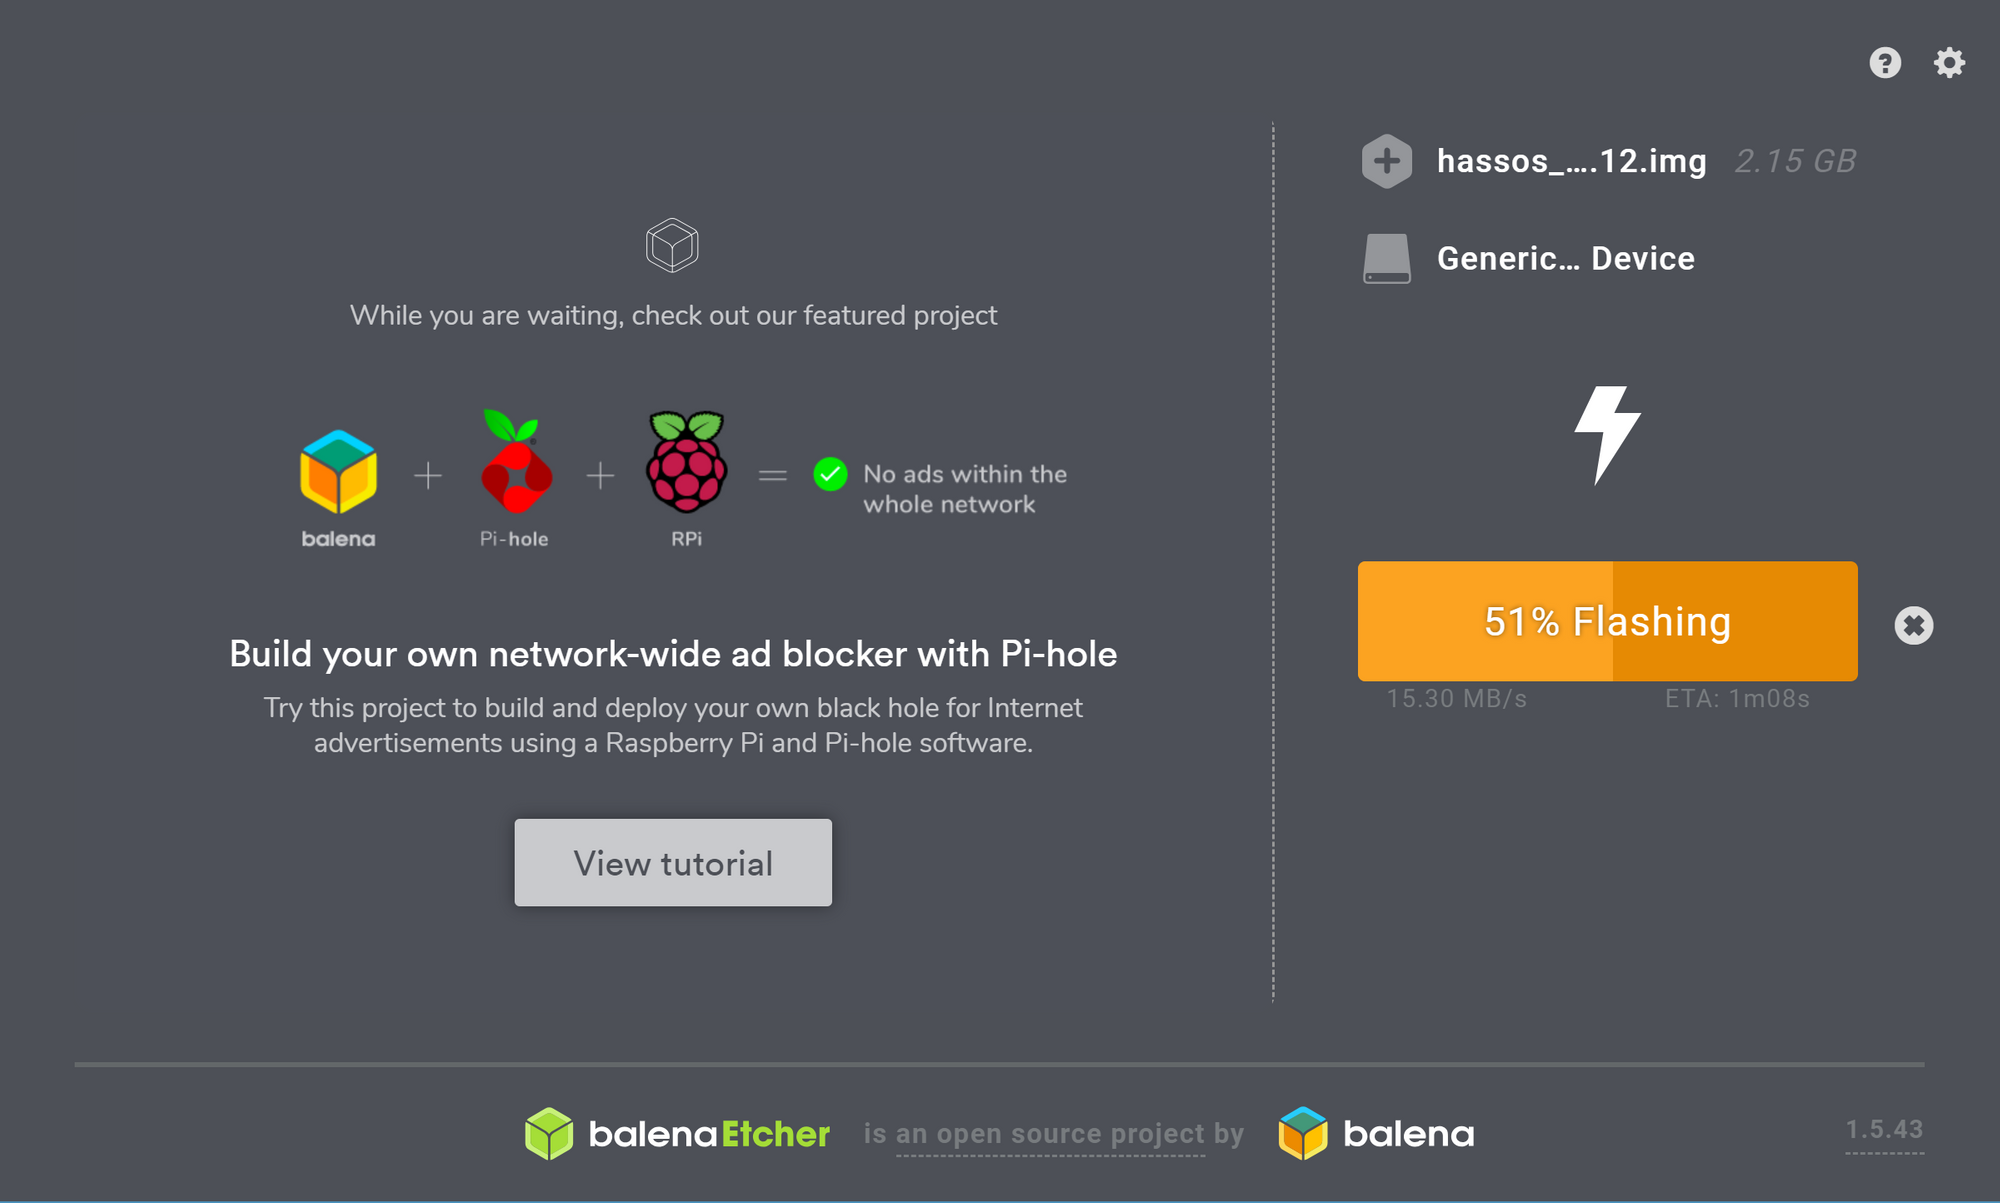 While you are waiting, check out our featured project
balena
Pi-hole
RPi
No ads within the
whole network
Build your own network-wide ad blocker with Pi-hole
Try this project to build and deploy your own black hole for Internet
advertisements using a Raspberry Pi and Pi-hole software.
View tutorial
hassos_....12.img 2.15 GB
Generic... Device
51% Flashing
15.30 MB/s ETA: 1m08s
balenaEtcher is an open source project by balena
1.5.43